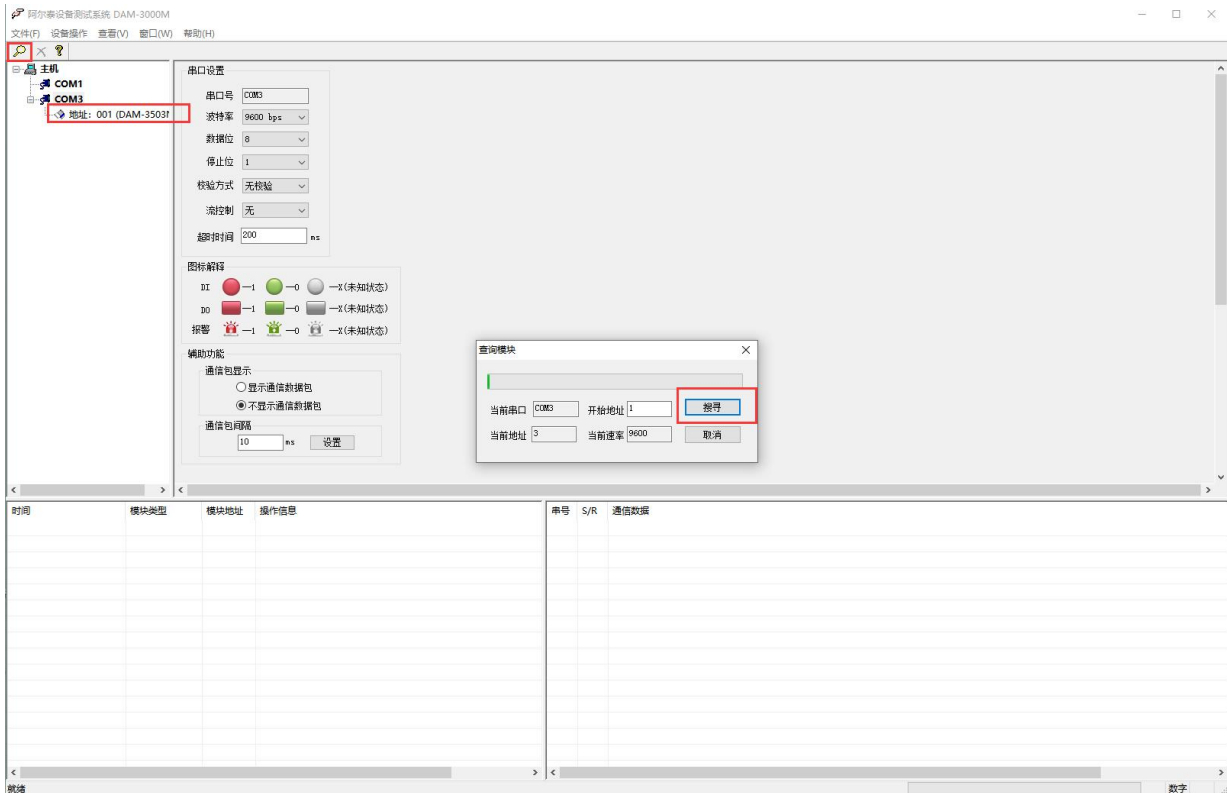 阿尔泰设备测试系统 DAM-3000M
文件(F) 设备操作 查看(V) 窗口(W) 帮助(H)
主机
COM1
COM3
地址：001 (DAM-3503M
串口设置
串口号 COM3
波特率 9600 bps
数据位 8
停止位 1
校验方式 无校验
流控制 无
超时时间 200 ms
图标解释
DI —1 —0 —X(未知状态)
DO —1 —0 —X(未知状态)
报警 —1 —0 —X(未知状态)
辅助功能
通信包显示
显示通信数据包
不显示通信数据包
通信包间隔
10 ms 设置
查询模块
当前串口 COM3 开始地址 1 搜寻
当前地址 3 当前速率 9600 取消
时间 模块类型 模块地址 操作信息
串号 S/R 通信数据
就绪
数字